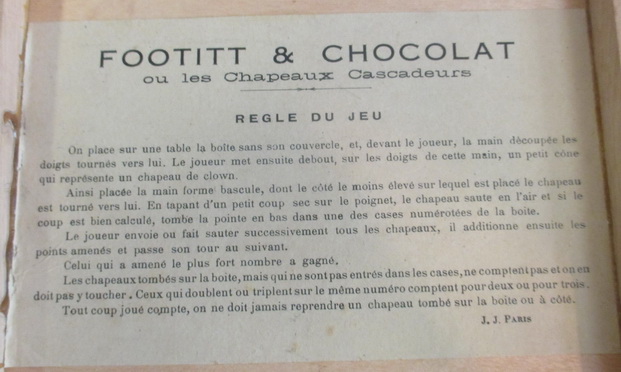 FOOTITT & CHOCOLAT
ou les Chapeaux Cascadeurs
REGLE DU JEU
On place sur une table la boîte sans son couvercle, et, devant le joueur, la main découpée les
doigts tournés vers lui. Le joueur met ensuite debout, sur les doigts de cette main, un petit cône
qui représente un chapeau de clown.
Ainsi placée la main forme bascule, dont le côté le moins élevé sur lequel est placé le chapeau
est tourné vers lui. En tapant d'un petit coup sec sur le poignet, le chapeau saute en l'air et si le
coup est bien calculé, tombe la pointe en bas dans une des cases numérotées de la boîte.
Le joueur envoie ou fait sauter successivement tous les chapeaux, il additionne ensuite les
points amenés et passe son tour au suivant.
Celui qui a amené le plus fort nombre a gagné.
Les chapeaux tombés sur la boîte, mais qui ne sont pas entrés dans les cases, ne comptent pas et on en
doit pas y toucher. Ceux qui doublent ou triplent sur le même numéro comptent pour deux ou pour trois.
Tout coup joué compte, on ne doit jamais reprendre un chapeau tombé sur la boîte ou à côté.
J. J. PARIS